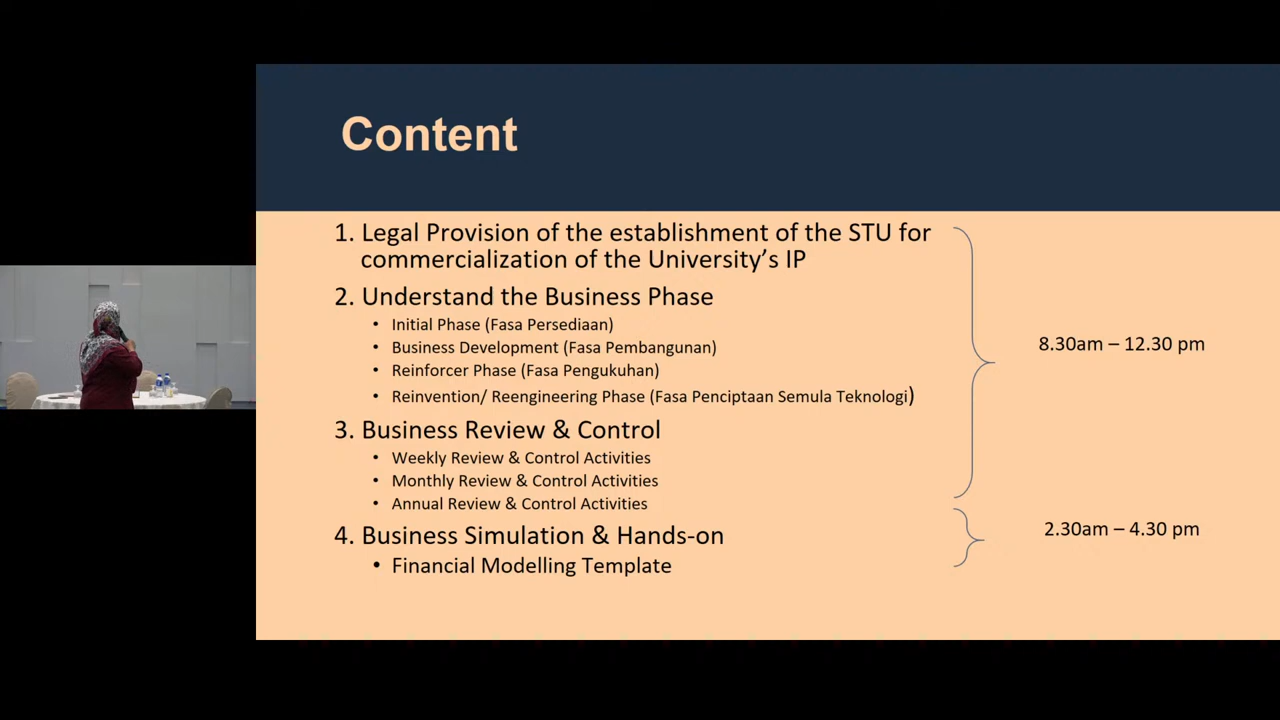 Content
1. Legal Provision of the establishment of the STU for
commercialization of the University's IP
2. Understand the Business Phase
• Initial Phase (Fasa Persediaan)
• Business Development (Fasa Pembangunan)
• Reinforcer Phase (Fasa Pengukuhan)
• Reinvention/ Reengineering Phase (Fasa Penciptaan Semula Teknologi)
3. Business Review & Control
• Weekly Review & Control Activities
• Monthly Review & Control Activities
• Annual Review & Control Activities
8.30am – 12.30 pm
4. Business Simulation & Hands-on
• Financial Modelling Template
2.30am – 4.30 pm